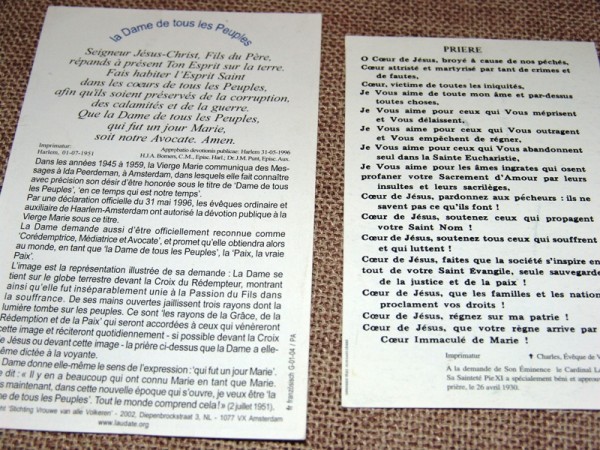 la Dame de tous les Peuples
Seigneur Jésus-Christ, Fils du Père,
répands à présent Ton Esprit sur la terre.
Fais habiter l'Esprit Saint
dans les cœurs de tous les Peuples,
afin qu'ils soient préservés de la corruption,
des calamités et de la guerre.
Que la Dame de tous les Peuples,
qui fut un jour Marie,
soit notre Avocate. Amen.
Imprimatur:
Harlem, 01-07-1951
Approbatio devotionis publicae: Harlem 31-05-1996
H.J.A. Bomers, C.M., Episc. Harl.; Dr. J.M. Punt, Episc. Aux.
Dans les années 1945 à 1959, la Vierge Marie communiqua des Mes-
sages à Ida Peerdeman, à Amsterdam, dans lesquels elle fait connaître
avec précision son désir d'être honorée sous le titre de 'Dame de tous
les Peuples', 'en ce temps qui est notre temps'.
Par une déclaration officielle du 31 mai 1996, les évêques ordinaire et
auxiliaire de Haarlem-Amsterdam ont autorisé la dévotion publique à la
Vierge Marie sous ce titre.
La Dame demande aussi d'être officiellement reconnue comme
'Corédemptrice, Médiatrice et Avocate', et promet qu'elle obtiendra alors
au monde, en tant que 'la Dame de tous les Peuples', 'la Paix, la vraie
Paix'.
L'image est la représentation illustrée de sa demande : La Dame se
tient sur le globe terrestre devant la Croix du Rédempteur, montrant
ainsi qu'elle fut inséparablement unie à la Passion du Fils dans
la souffrance. De ses mains ouvertes jaillissent trois rayons dont la
lumière tombe sur les peuples. Ce sont 'les rayons de la Grâce, de la
Rédemption et de la Paix' qui seront accordés à ceux qui vénéreront
cette image et réciteront quotidiennement - si possible devant la Croix
de Jésus ou devant cette image - la prière ci-dessus que la Dame a elle-
même dictée à la voyante.
Dame donne elle-même le sens de l'expression: 'qui fut un jour Marie'.
dit : « Il y en a beaucoup qui ont connu Marie en tant que Marie.
maintenant, dans cette nouvelle époque qui s'ouvre, je veux être 'la
Dame de tous les Peuples'. Tout le monde comprend cela! » (2 juillet 1951).
'Stichting Vrouwe van alle Volkeren' - 2002, Diepenbrockstraat 3, NL - 1077 VX Amsterdam
www.laudate.org
fr französisch G-01-04 / PA
PRIERE
O Cœur de Jésus, broyé à cause de nos péchés,
Cœur attristé et martyrisé par tant de crimes et
de fautes,
Cœur, victime de toutes les iniquités,
Je Vous aime de toute mon âme et par-dessus
toutes choses,
Je Vous aime pour ceux qui Vous méprisent
et Vous délaissent,
Je Vous aime pour ceux qui Vous outragent
et Vous empêchent de régner,
Je Vous aime pour ceux qui Vous abandonnent
seul dans la Sainte Eucharistie,
Je Vous aime pour les âmes ingrates qui osent
profaner votre Sacrement d'Amour par leurs
insultes et leurs sacrilèges,
Cœur de Jésus, pardonnez aux pécheurs : ils ne
savent pas ce qu'ils font !
Cœur de Jésus, soutenez ceux qui propagent
votre Saint Nom !
Cœur de Jésus, soutenez tous ceux qui souffrent
et qui luttent !
Cœur de Jésus, faites que la société s'inspire en
tout de votre Saint Évangile, seule sauvegarde
de la justice et de la paix !
Cœur de Jésus, que les familles et les nation
proclament vos droits !
Cœur de Jésus, régnez sur ma patrie !
Cœur de Jésus, que votre règne arrive par
Cœur Immaculé de Marie !
Imprimatur
† Charles, Évêque de V
A la demande de Son Éminence le Cardinal
Sa Sainteté Pie XI a spécialement béni et approu
prière, le 26 avril 1930.